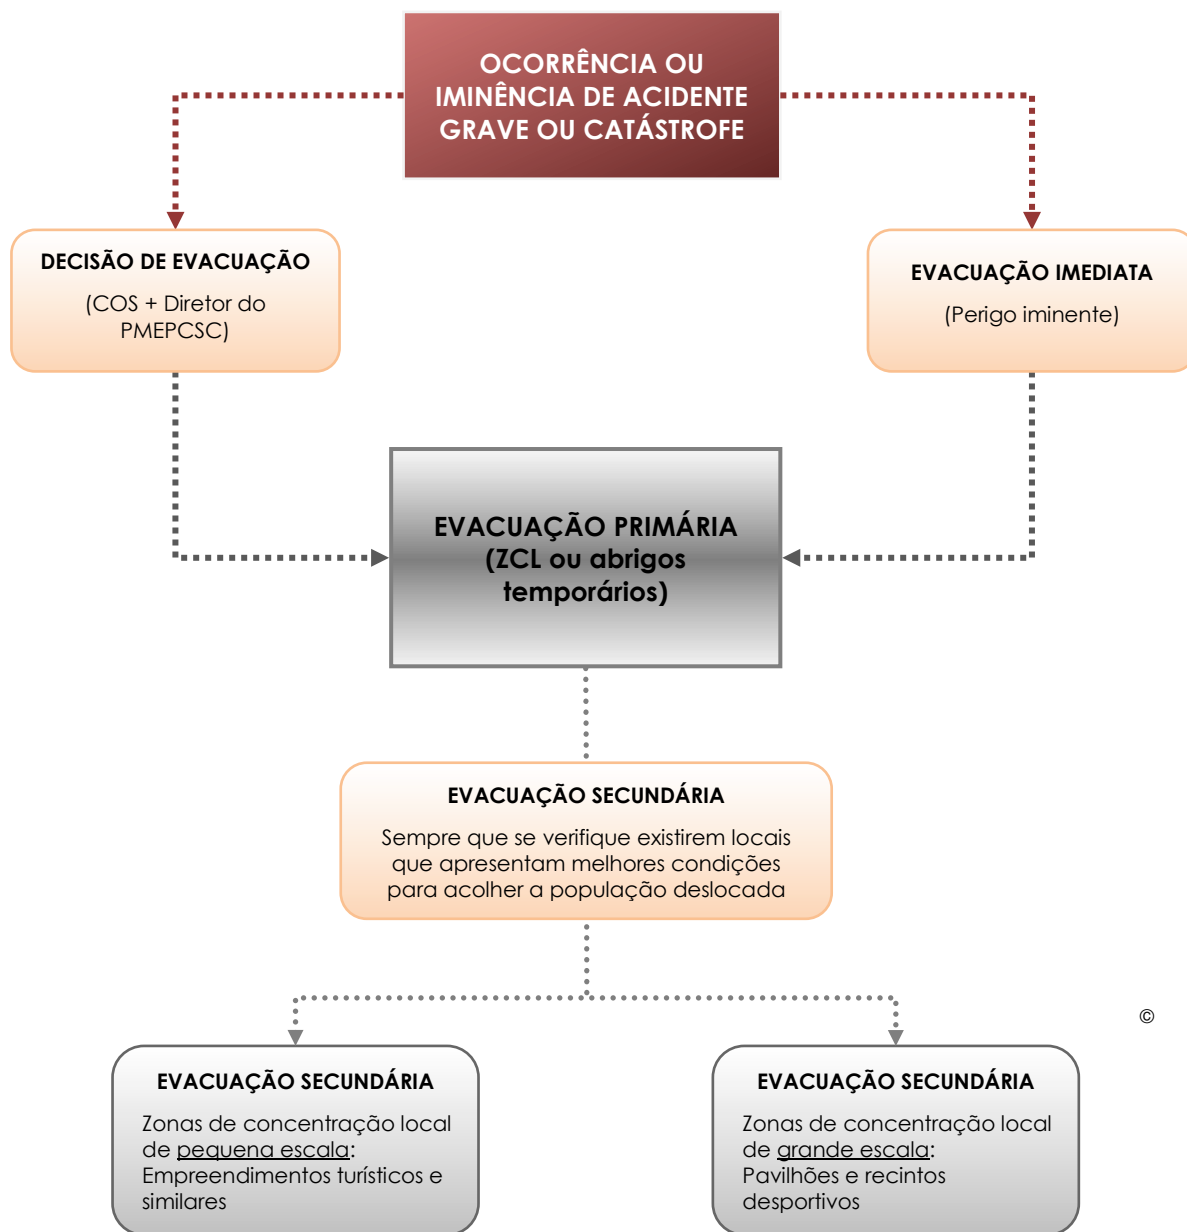 OCORRÊNCIA OU
IMINÊNCIA DE ACIDENTE
GRAVE OU CATÁSTROFE
DECISÃO DE EVACUAÇÃO
(COS + Diretor do
PMEPCSC)
EVACUAÇÃO IMEDIATA
(Perigo iminente)
EVACUAÇÃO PRIMÁRIA
(ZCL ou abrigos
temporários)
EVACUAÇÃO SECUNDÁRIA
Sempre que se verifique existirem locais
que apresentam melhores condições
para acolher a população deslocada
©
EVACUAÇÃO SECUNDÁRIA
Zonas de concentração local
de pequena escala:
Empreendimentos turísticos e
similares
EVACUAÇÃO SECUNDÁRIA
Zonas de concentração local
de grande escala:
Pavilhões e recintos
desportivos